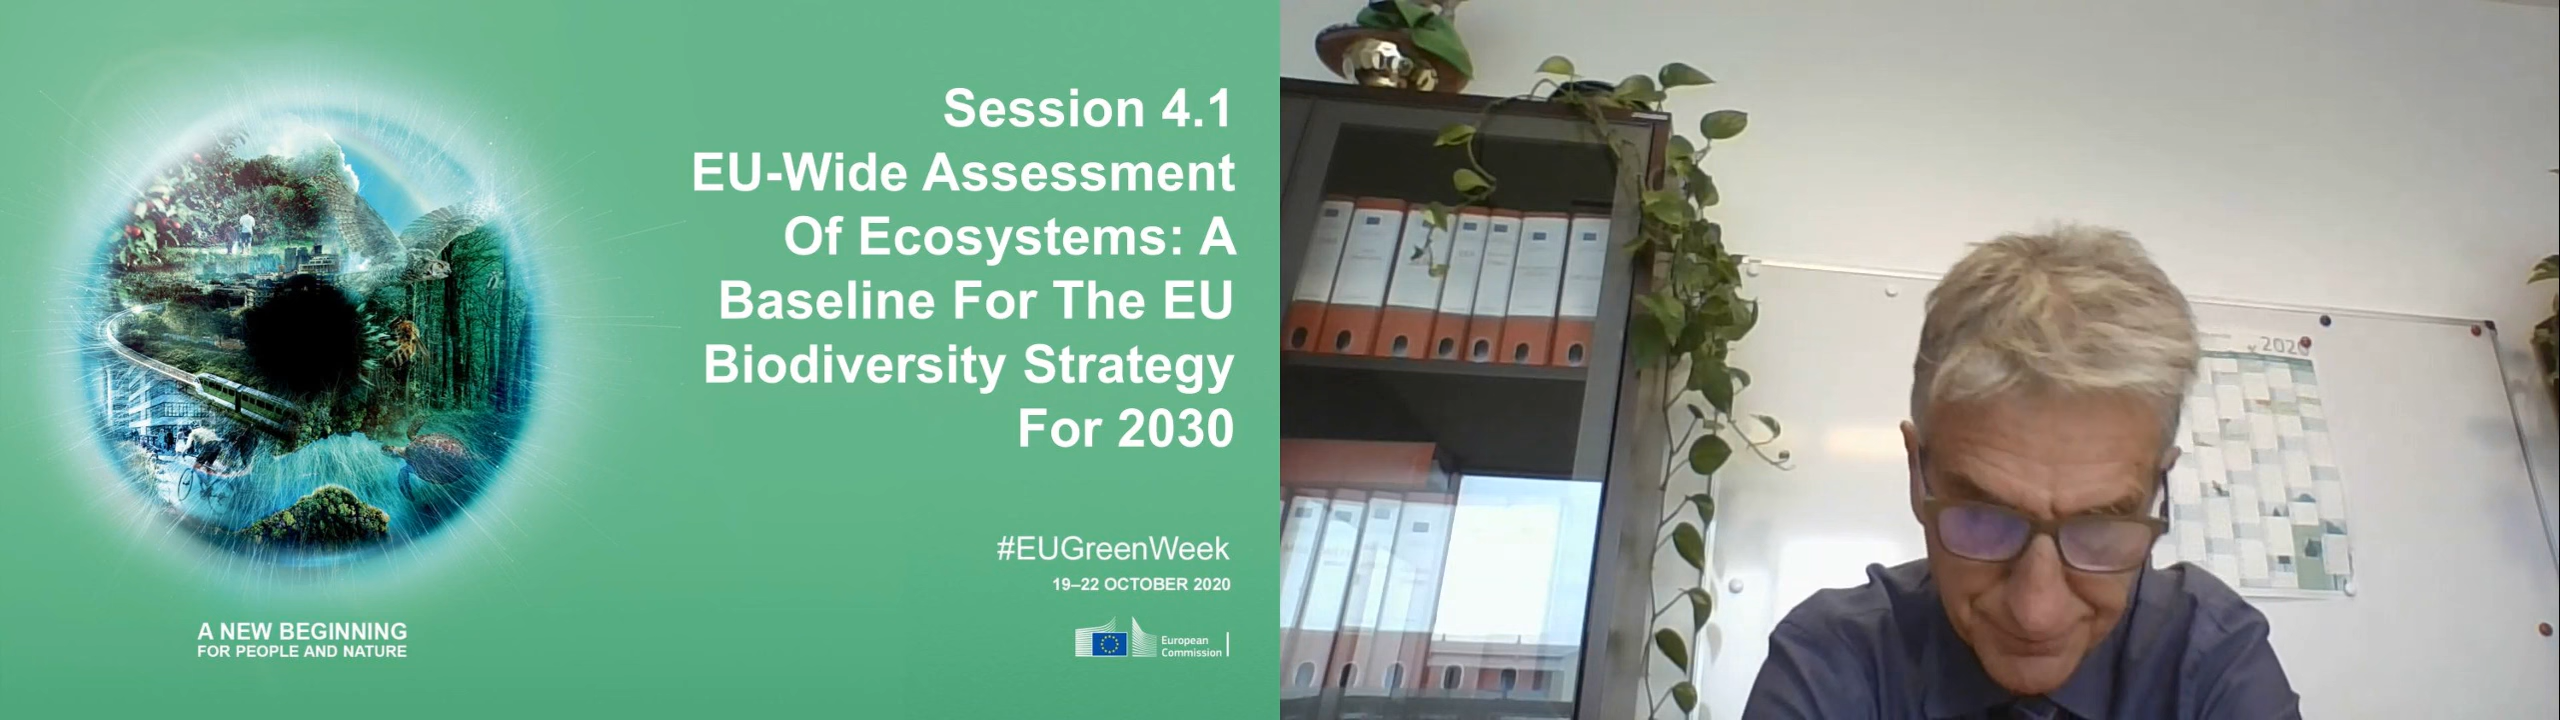 Session 4.1
EU-Wide Assessment
Of Ecosystems: A
Baseline For The EU
Biodiversity Strategy
For 2030
#EUGreenWeek
19–22 OCTOBER 2020
European
Commission
A NEW BEGINNING
FOR PEOPLE AND NATURE
2020